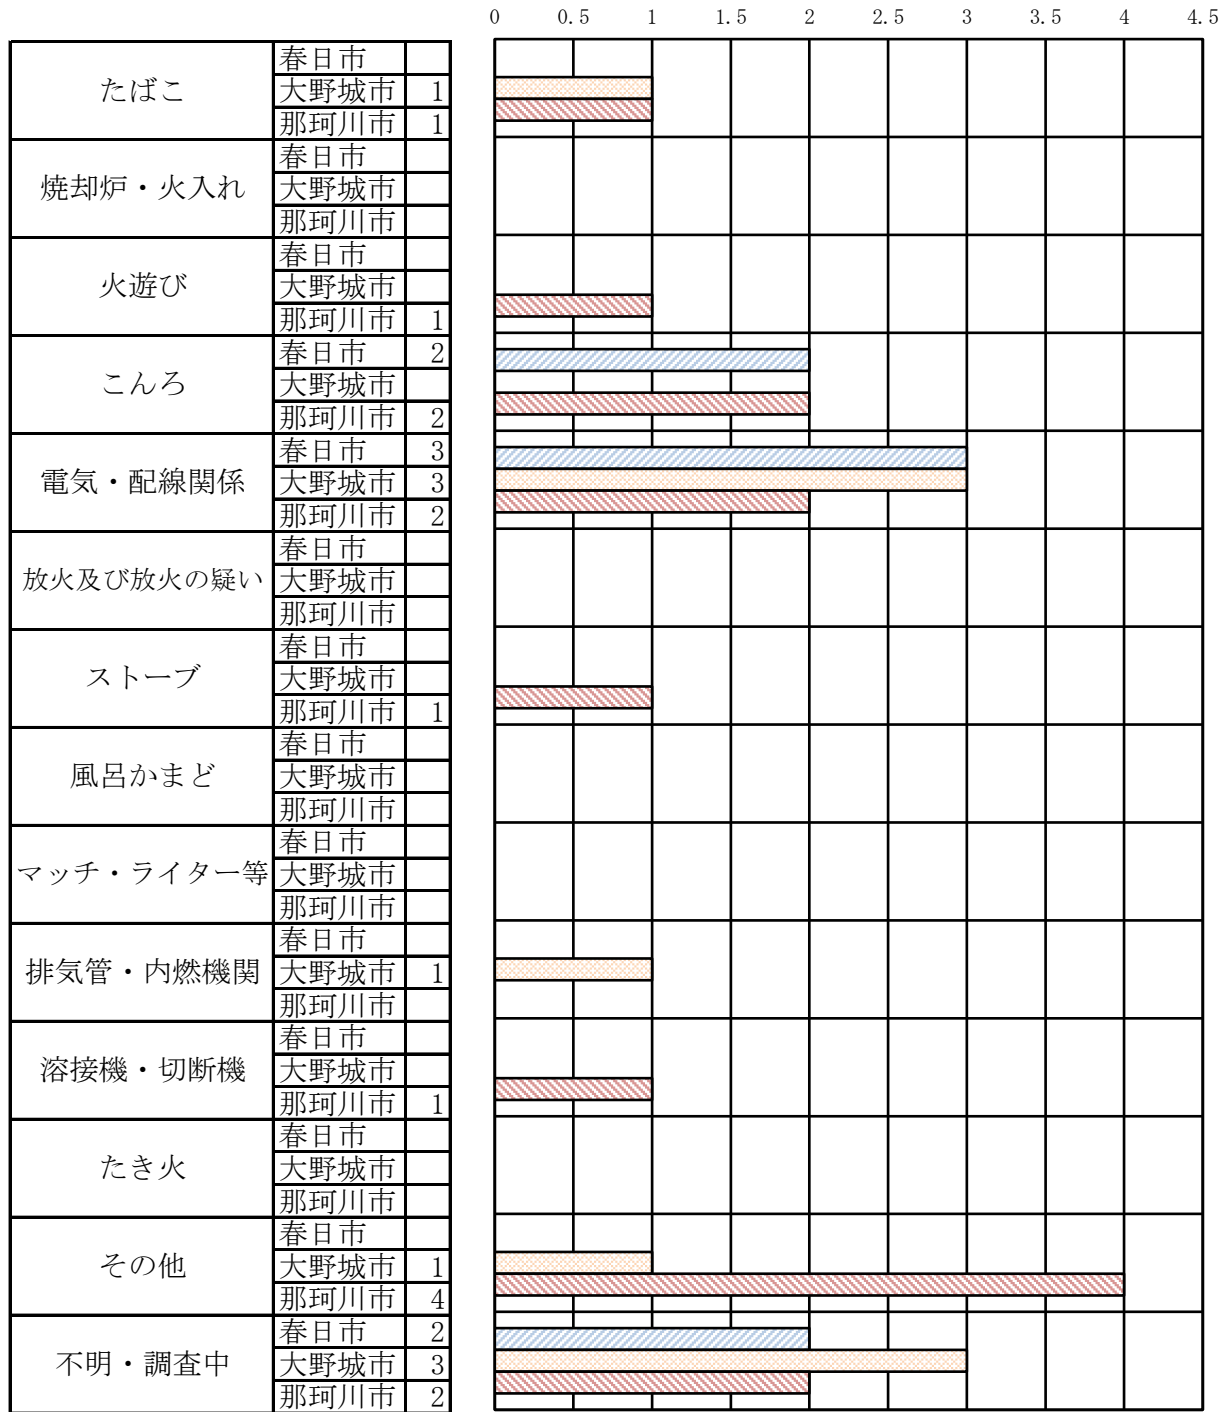 0 0.5 1 1.5 2 2.5 3 3.5 4 4.5
たばこ
春日市
大野城市 1
那珂川市 1
焼却炉・火入れ
春日市
大野城市
那珂川市
火遊び
春日市
大野城市
那珂川市 1
こんろ
春日市 2
大野城市
那珂川市 2
電気・配線関係
春日市 3
大野城市 3
那珂川市 2
放火及び放火の疑い
春日市
大野城市
那珂川市
ストーブ
春日市
大野城市
那珂川市 1
風呂かまど
春日市
大野城市
那珂川市
マッチ・ライター等
春日市
大野城市
那珂川市
排気管・内燃機関
春日市
大野城市 1
那珂川市
溶接機・切断機
春日市
大野城市
那珂川市 1
たき火
春日市
大野城市
那珂川市
その他
春日市
大野城市 1
那珂川市 4
不明・調査中
春日市 2
大野城市 3
那珂川市 2